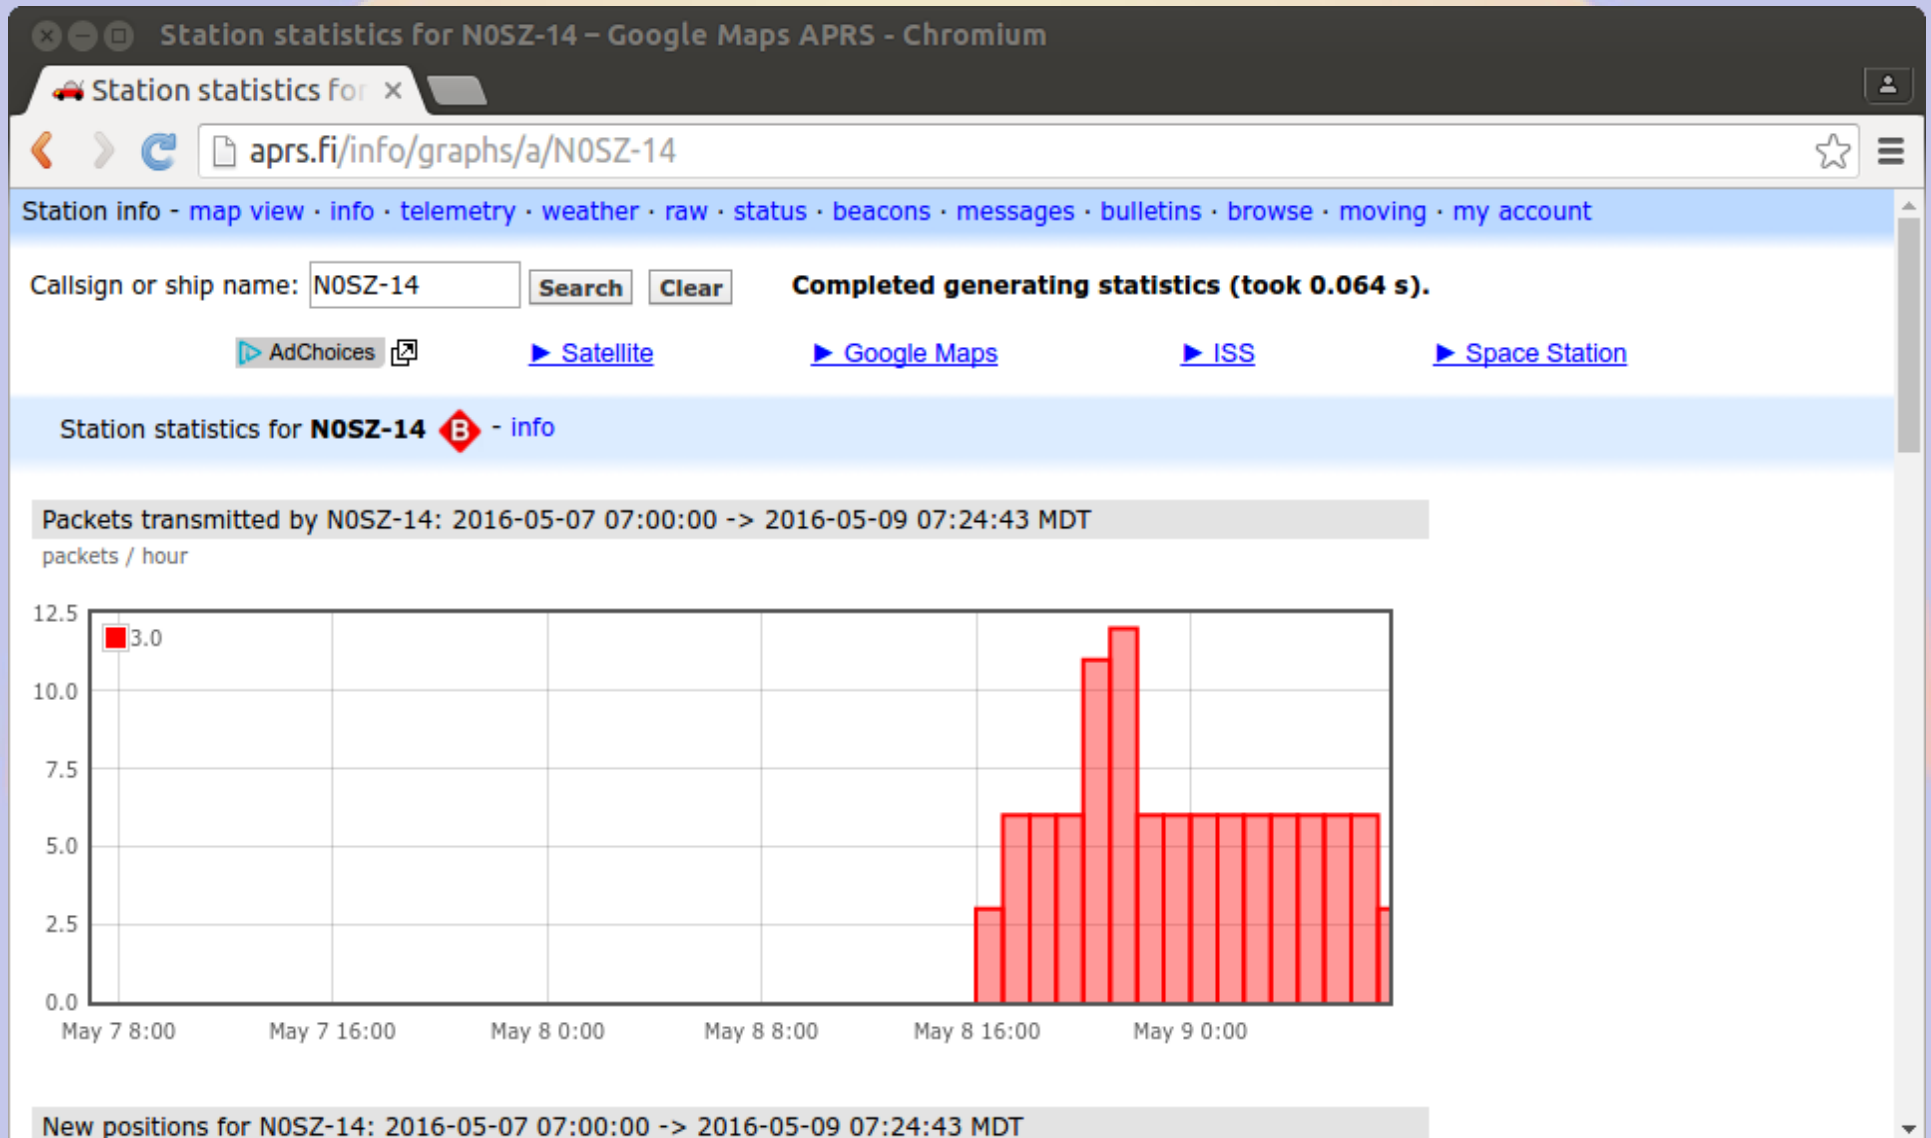 Station statistics for N0SZ-14 – Google Maps APRS - Chromium
Station statistics for
aprs.fi/info/graphs/a/N0SZ-14
Station info - map view · info · telemetry · weather · raw · status · beacons · messages · bulletins · browse · moving · my account
Callsign or ship name: N0SZ-14 Search Clear Completed generating statistics (took 0.064 s).
AdChoices ► Satellite ► Google Maps ► ISS ► Space Station
Station statistics for N0SZ-14 B - info
Packets transmitted by N0SZ-14: 2016-05-07 07:00:00 -> 2016-05-09 07:24:43 MDT
packets / hour
12.5
3.0
10.0
7.5
5.0
2.5
0.0
May 7 8:00 May 7 16:00 May 8 0:00 May 8 8:00 May 8 16:00 May 9 0:00
New positions for N0SZ-14: 2016-05-07 07:00:00 -> 2016-05-09 07:24:43 MDT